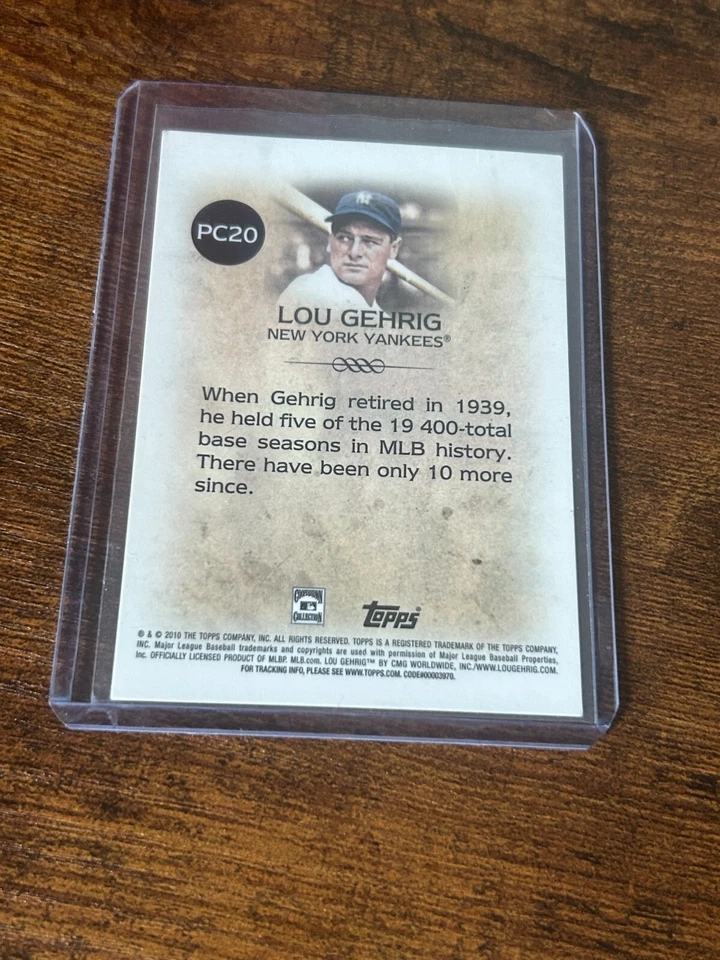 PC20
LOU GEHRIG
NEW YORK YANKEES®
When Gehrig retired in 1939,
he held five of the 19 400-total
base seasons in MLB history.
There have been only 10 more
since.
COOPERSTOWN
COLLECTION
Topps®
® & © 2010 THE TOPPS COMPANY, INC. ALL RIGHTS RESERVED. TOPPS IS A REGISTERED TRADEMARK OF THE TOPPS COMPANY,
INC. Major League Baseball trademarks and copyrights are used with permission of Major League Baseball Properties,
Inc. OFFICIALLY LICENSED PRODUCT OF MLBP. MLB.com. LOU GEHRIG™ BY CMG WORLDWIDE, INC./WWW.LOUGEHRIG.COM.
FOR TRACKING INFO, PLEASE SEE WWW.TOPPS.COM. CODE#00003970.